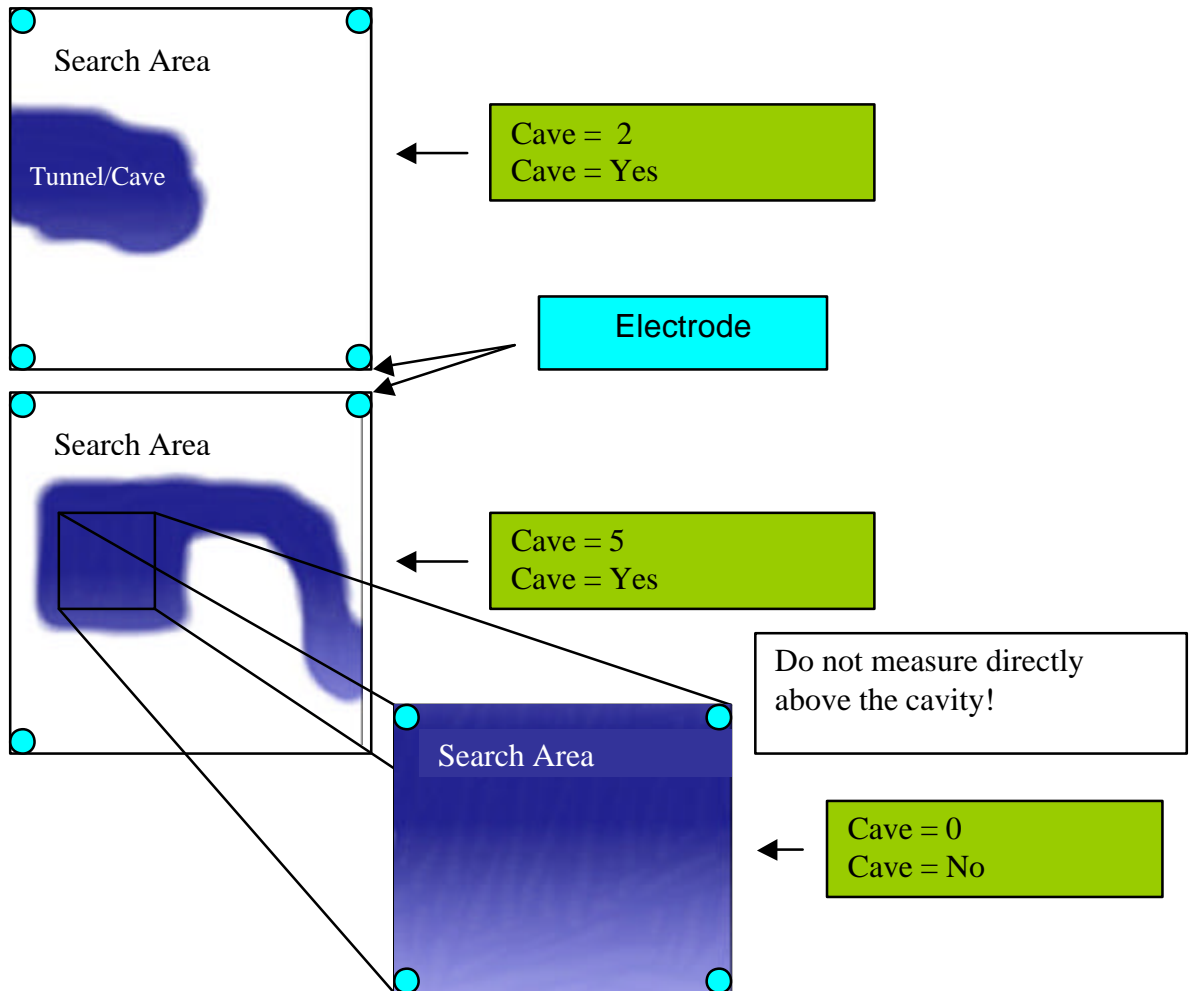 Search Area
Tunnel/Cave
Cave =  2
Cave = Yes
Electrode
Search Area
Cave = 5
Cave = Yes
Do not measure directly
above the cavity!
Search Area
Cave = 0
Cave = No